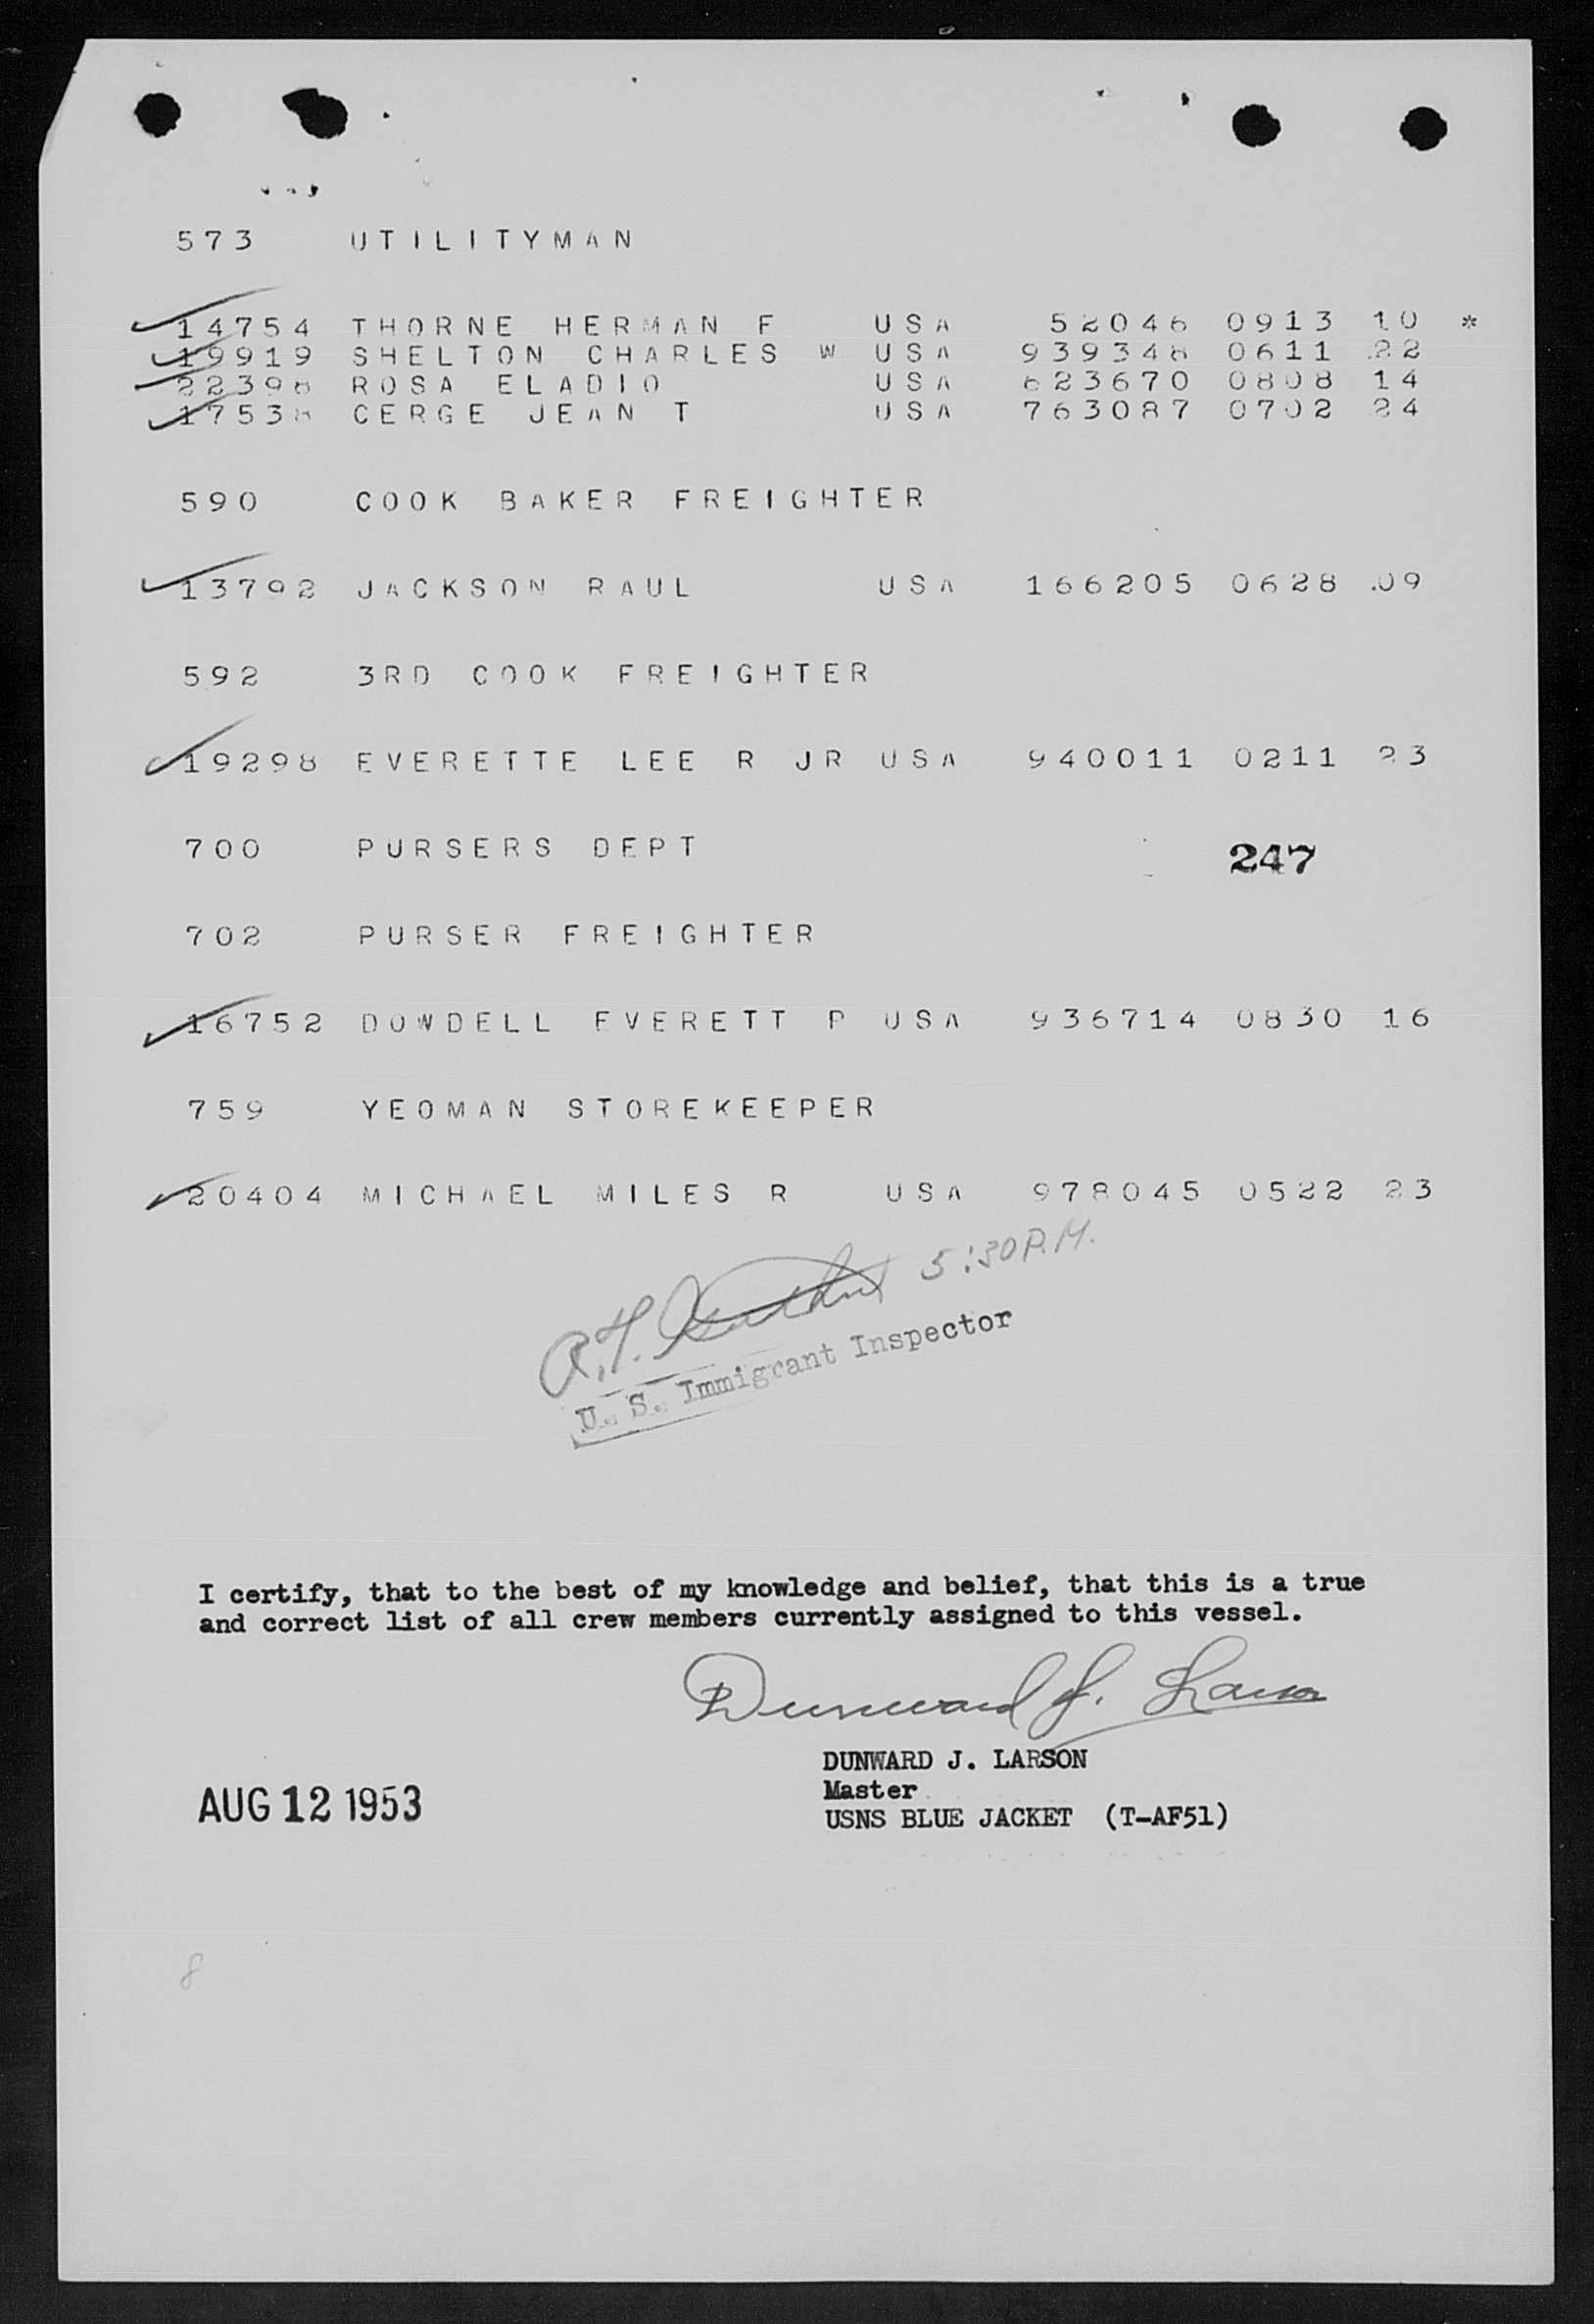 573 UTILITYMAN
14754 THORNE HERMAN F USA 52046 0913 10 *
19919 SHELTON CHARLES W USA 939348 0611 22
22398 ROSA ELADIO USA 623670 0808 14
17538 CERGE JEAN T USA 763087 0702 24
590 COOK BAKER FREIGHTER
13792 JACKSON RAUL USA 166205 0628 09
592 3RD COOK FREIGHTER
19298 EVERETTE LEE R JR USA 940011 0211 23
700 PURSERS DEPT
247
702 PURSER FREIGHTER
16752 DOWDELL EVERETT P USA 936714 0830 16
759 YEOMAN STOREKEEPER
20404 MICHAEL MILES R USA 978045 0522 23
5:30 P.M.
U. S. Immigrant Inspector
I certify, that to the best of my knowledge and belief, that this is a true
and correct list of all crew members currently assigned to this vessel.
Dunward J. Larson
DUNWARD J. LARSON
Master
AUG 12 1953
USNS BLUE JACKET (T-AF51)
8